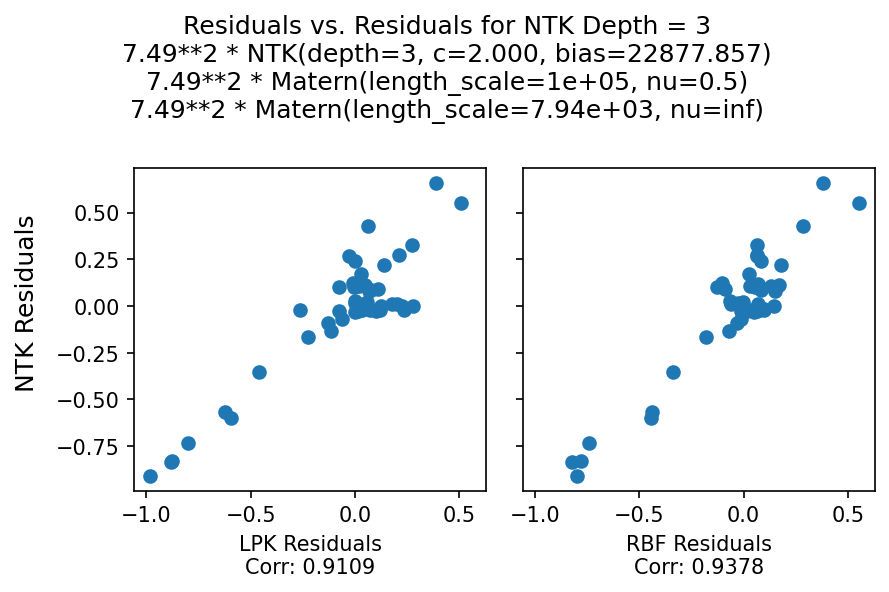 Residuals vs. Residuals for NTK Depth = 3
7.49**2 * NTK(depth=3, c=2.000, bias=22877.857)
7.49**2 * Matern(length_scale=1e+05, nu=0.5)
7.49**2 * Matern(length_scale=7.94e+03, nu=inf)
NTK Residuals
0.50
0.25
0.00
−0.25
−0.50
−0.75
−1.0 −0.5 0.0 0.5
LPK Residuals
Corr: 0.9109
−1.0 −0.5 0.0 0.5
RBF Residuals
Corr: 0.9378